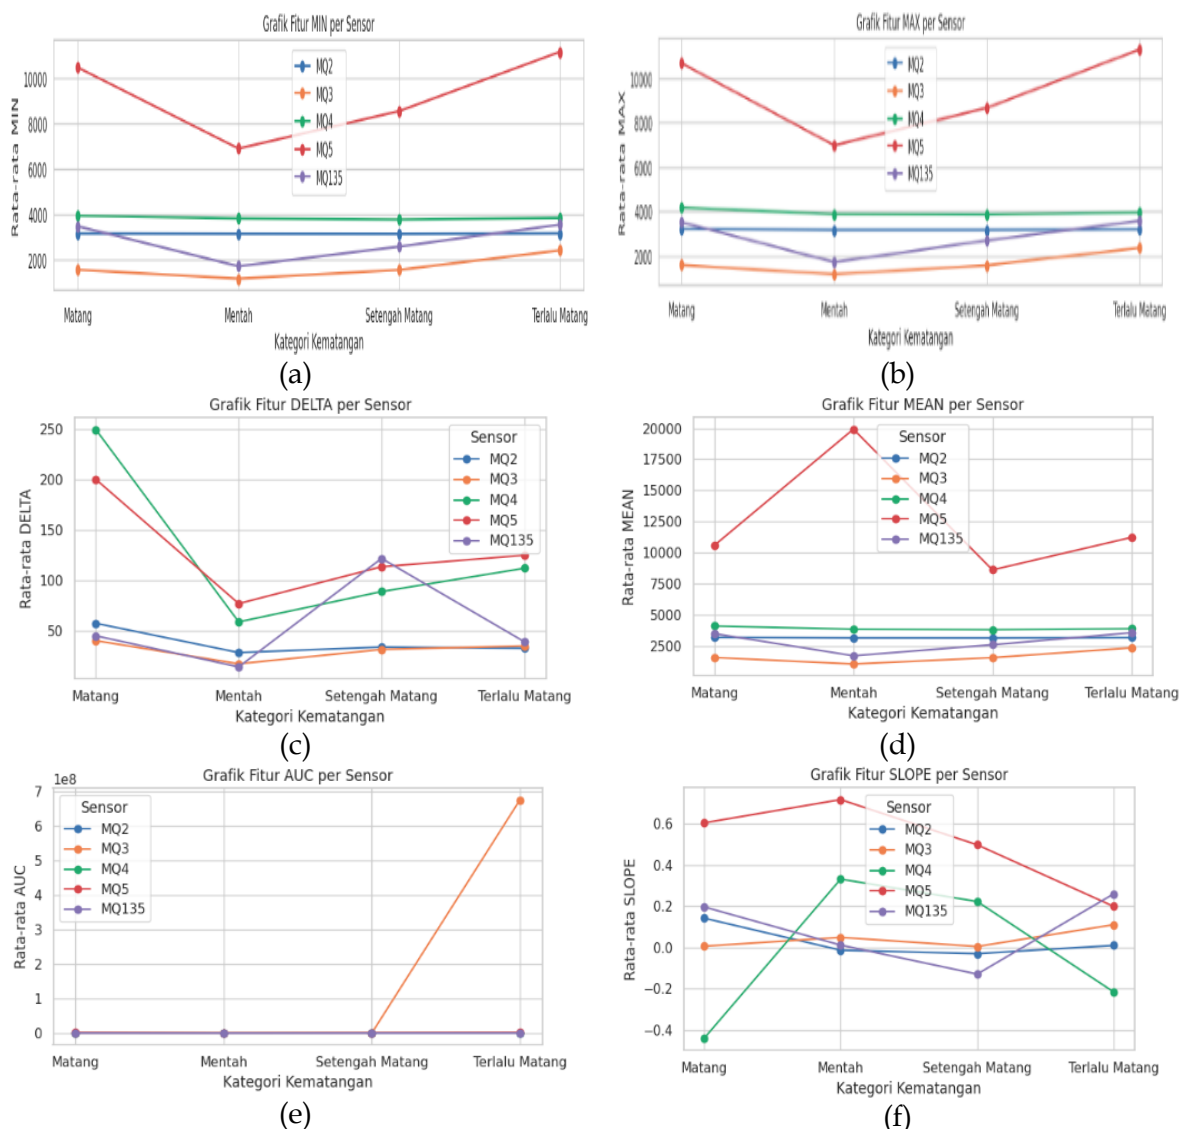 Grafik Fitur MIN per Sensor
Rata-rata MIN
10000
8000
6000
4000
2000
MQ2
MQ3
MQ4
MQ5
MQ135
Matang Mentah Setengah Matang Terlalu Matang
Kategori Kematangan
(a)
Grafik Fitur MAX per Sensor
Rata-rata MAX
10000
8000
6000
4000
2000
MQ2
MQ3
MQ4
MQ5
MQ135
Matang Mentah Setengah Matang Terlalu Matang
Kategori Kematangan
(b)
Grafik Fitur DELTA per Sensor
Rata-rata DELTA
250
200
150
100
50
Sensor
MQ2
MQ3
MQ4
MQ5
MQ135
Matang Mentah Setengah Matang Terlalu Matang
Kategori Kematangan
(c)
Grafik Fitur MEAN per Sensor
Rata-rata MEAN
20000
17500
15000
12500
10000
7500
5000
2500
Sensor
MQ2
MQ3
MQ4
MQ5
MQ135
Matang Mentah Setengah Matang Terlalu Matang
Kategori Kematangan
(d)
Grafik Fitur AUC per Sensor
1e8
Rata-rata AUC
7
6
5
4
3
2
1
0
Sensor
MQ2
MQ3
MQ4
MQ5
MQ135
Matang Mentah Setengah Matang Terlalu Matang
Kategori Kematangan
(e)
Grafik Fitur SLOPE per Sensor
Rata-rata SLOPE
0.6
0.4
0.2
0.0
−0.2
−0.4
Sensor
MQ2
MQ3
MQ4
MQ5
MQ135
Matang Mentah Setengah Matang Terlalu Matang
Kategori Kematangan
(f)